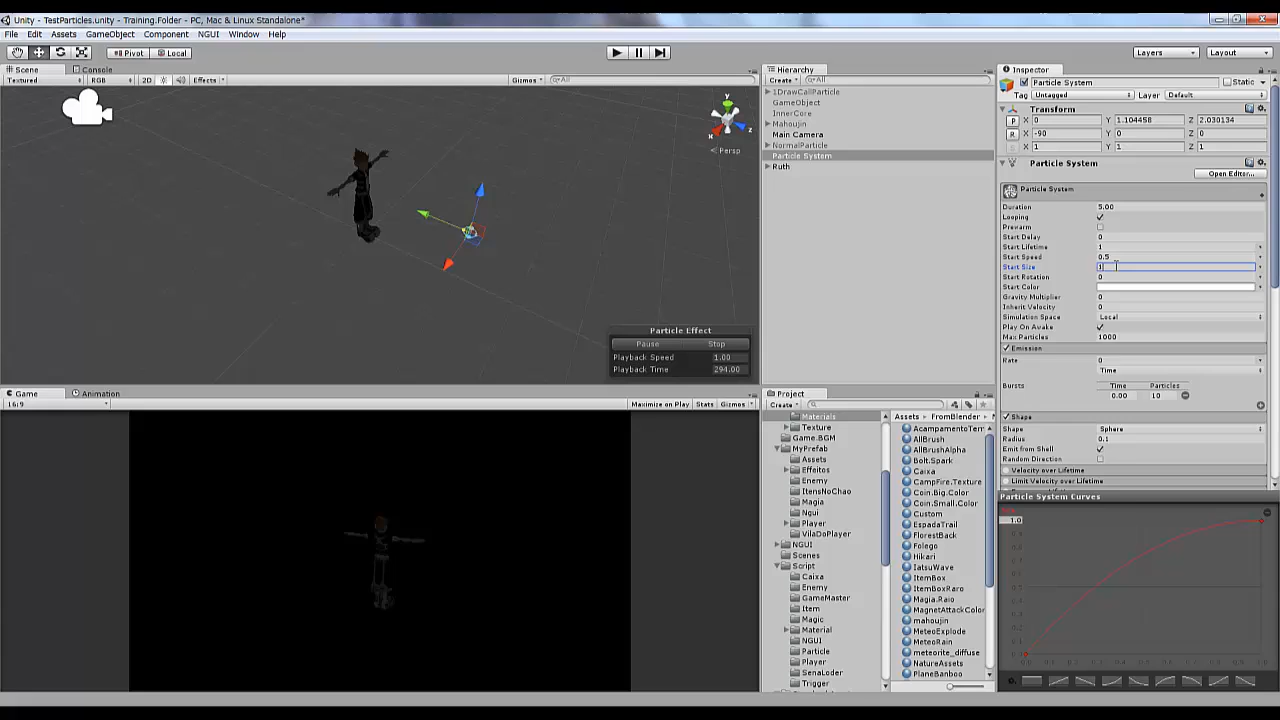 Unity - TestParticles.unity - Training.Folder - PC, Mac & Linux Standalone*
File Edit Assets GameObject Component NGUI Window Help
Pivot Local Layers Layout
Scene Console
Textured RGB 2D Effects Gizmos All
y
x
z
Persp
Particle Effect
Pause Stop
Playback Speed 1.00
Playback Time 294.00
Game Animation
16:9 Maximize on Play Stats Gizmos
Hierarchy
Create All
1DrawCallParticle
GameObject
InnerCore
Mahoujin
Main Camera
NormalParticle
Particle System
Ruth
Project
Create
Materials
Texture
Game.BGM
MyPrefab
Assets
Effeitos
Enemy
ItensNoChao
Magia
Ngui
Player
VilaDoPlayer
NGUI
Scenes
Script
Caixa
Enemy
GameMaster
Item
Magic
Material
NGUI
Particle
Player
SenaLoder
Trigger
Assets FromBlender
AcampamentoTerr
AllBrush
AllBrushAlpha
Bolt.Spark
Caixa
CampFire.Texture
Coin.Big.Color
Coin.Small.Color
Custom
EspadaTrail
FlorestBack
Folego
Hikari
IatsuWave
ItemBox
ItemBoxRaro
Magia.Raio
MagnetAttackColor
mahoujin
MeteoExplode
MeteoRain
meteorite_diffuse
NatureAssets
PlaneBanboo
Inspector
Particle System Static
Tag Untagged Layer Default
Transform
P X 0 Y 1.104458 Z 2.030134
R X -90 Y 0 Z 0
S X 1 Y 1 Z 1
Particle System
Open Editor...
Particle System
Duration 5.00
Looping
Prewarm
Start Delay 0
Start Lifetime 1
Start Speed 0.5
Start Size 1
Start Rotation 0
Start Color
Gravity Multiplier 0
Inherit Velocity 0
Simulation Space Local
Play On Awake
Max Particles 1000
Emission
Rate 0
Time
Bursts Time Particles
0.00 10
Shape
Shape Sphere
Radius 0.1
Emit from Shell
Random Direction
Velocity over Lifetime
Limit Velocity over Lifetime
Particle System Curves
1.0